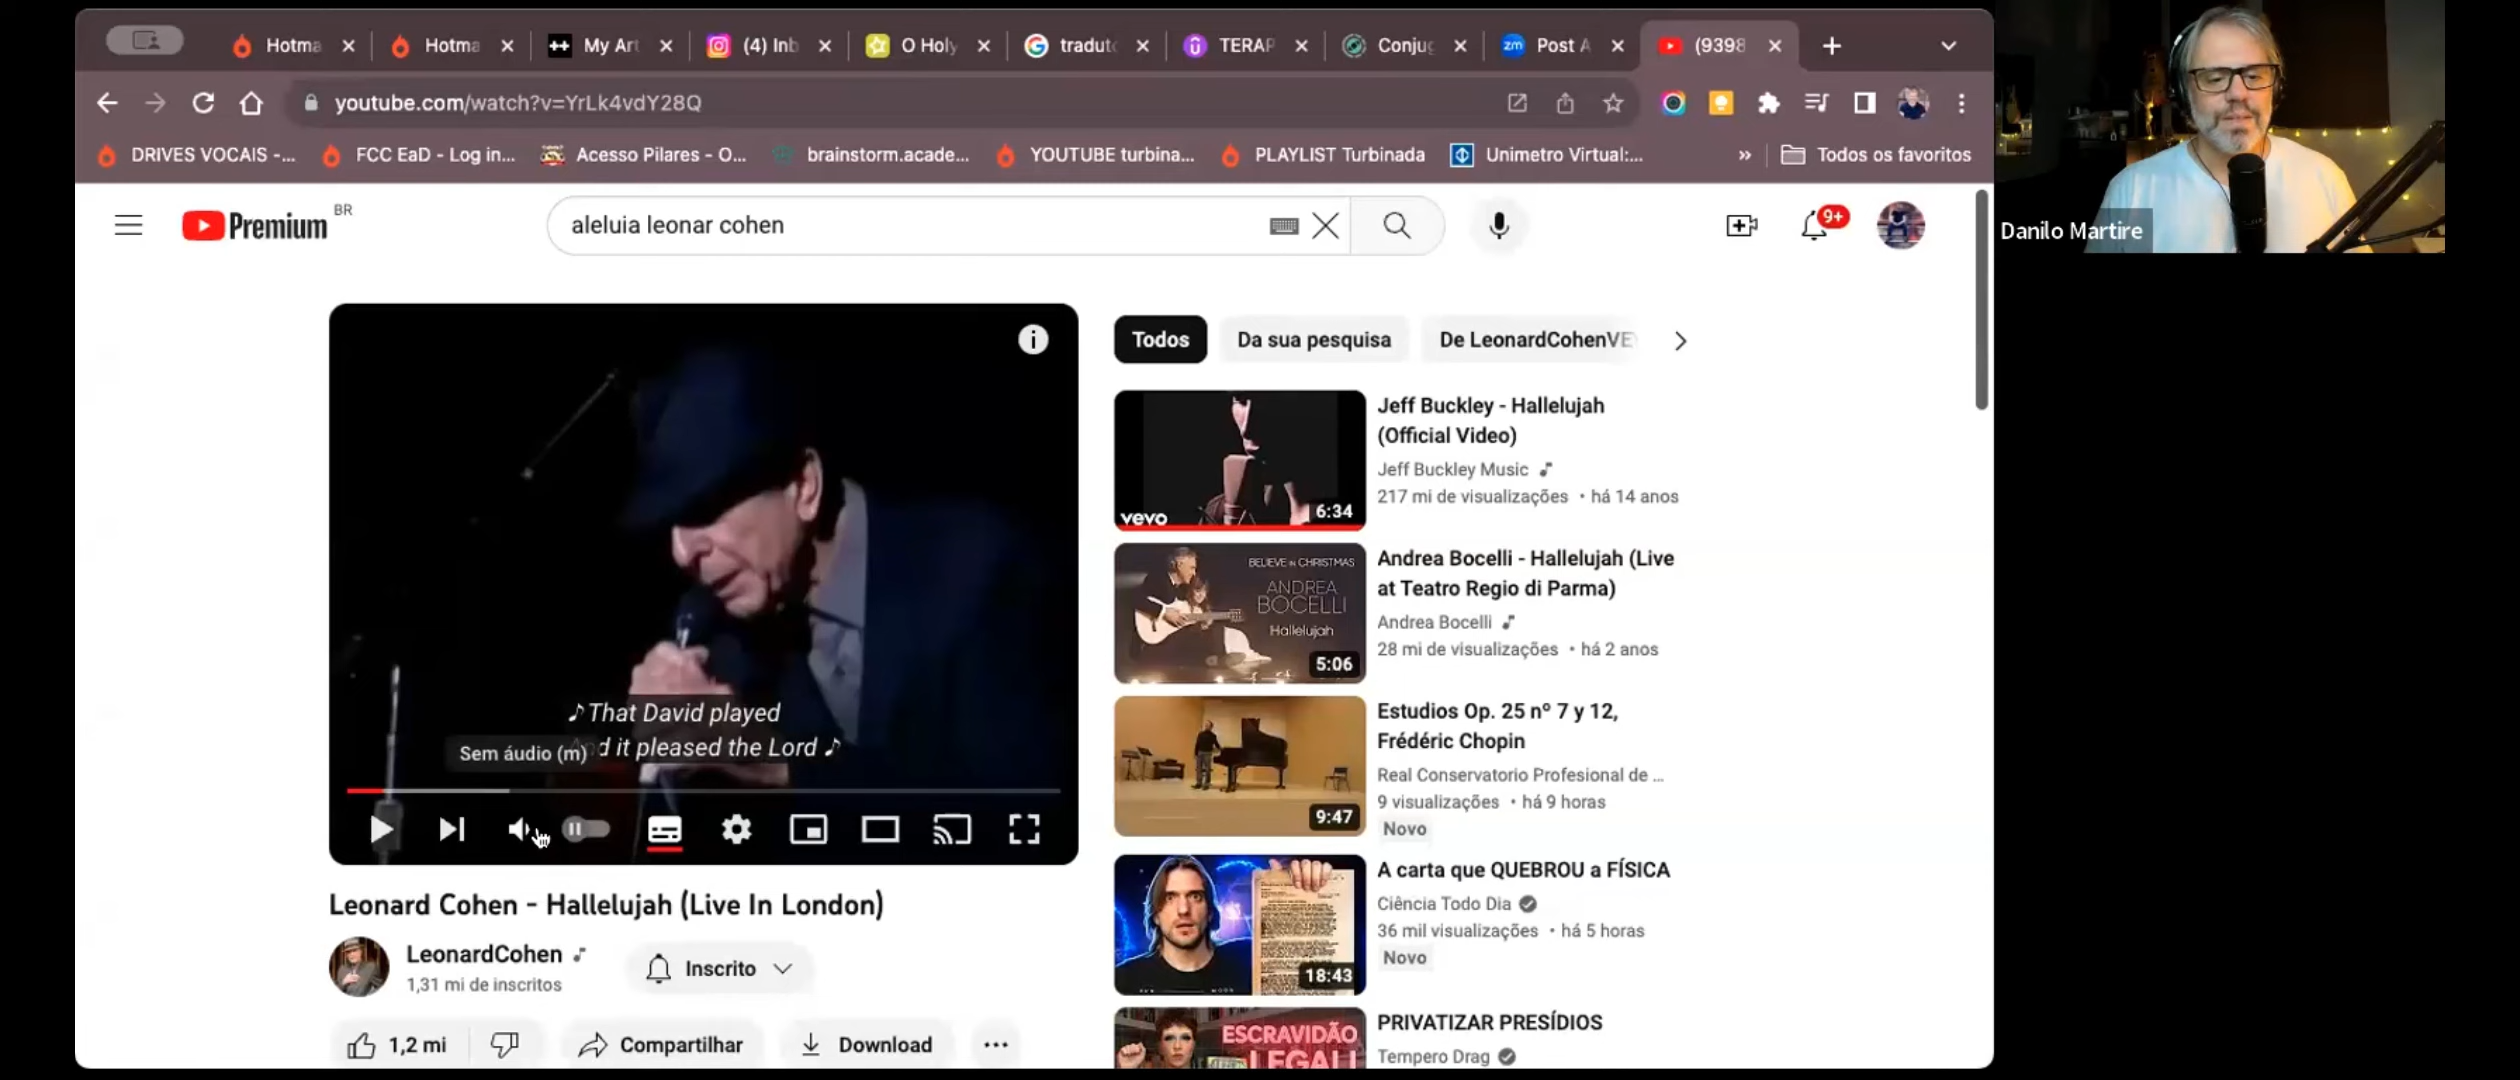 Hotma
Hotma
My Art
(4) Inb
O Holy
traduto
TERAP
Conjug
Post A
(9398
youtube.com/watch?v=YrLk4vdY28Q
DRIVES VOCAIS -...
FCC EaD - Log in...
Acesso Pilares - O...
brainstorm.acade...
YOUTUBE turbina...
PLAYLIST Turbinada
Unimetro Virtual:...
»
Todos os favoritos
Danilo Martire
Premium
BR
aleluia leonar cohen
9+
♪ That David played
nd it pleased the Lord ♪
Sem áudio (m)
Leonard Cohen - Hallelujah (Live In London)
LeonardCohen
1,31 mi de inscritos
Inscrito
1,2 mi
Compartilhar
Download
Todos
Da sua pesquisa
De LeonardCohenVE
vevo
6:34
Jeff Buckley - Hallelujah
(Official Video)
Jeff Buckley Music
217 mi de visualizações • há 14 anos
BELIEVE IN CHRISTMAS
ANDREA
BOCELLI
Hallelujah
5:06
Andrea Bocelli - Hallelujah (Live
at Teatro Regio di Parma)
Andrea Bocelli
28 mi de visualizações • há 2 anos
9:47
Estudios Op. 25 nº 7 y 12,
Frédéric Chopin
Real Conservatorio Profesional de ...
9 visualizações • há 9 horas
Novo
18:43
A carta que QUEBROU a FÍSICA
Ciência Todo Dia
36 mil visualizações • há 5 horas
Novo
ESCRAVIDÃO
LEGAL!
PRIVATIZAR PRESÍDIOS
Tempero Drag